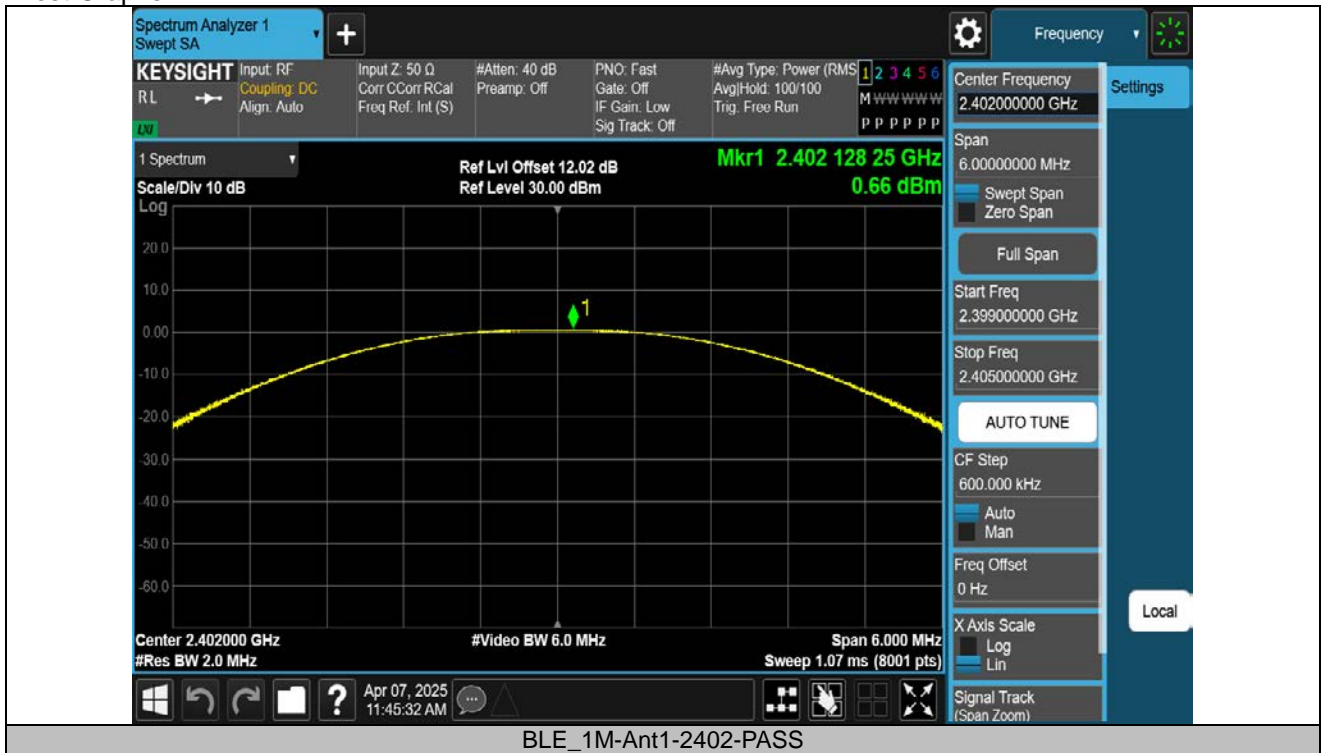 Spectrum Analyzer 1
Swept SA
+
Frequency
KEYSIGHT
RL
LXI
Input: RF
Coupling: DC
Align: Auto
Input Z: 50 Ω
Corr CCorr RCal
Freq Ref: Int (S)
#Atten: 40 dB
Preamp: Off
PNO: Fast
Gate: Off
IF Gain: Low
Sig Track: Off
#Avg Type: Power (RMS
Avg|Hold: 100/100
Trig: Free Run
1 2 3 4 5 6
M W W W W W
P P P P P P
Center Frequency
2.402000000 GHz
Settings
1 Spectrum
Scale/Div 10 dB
Log
Ref Lvl Offset 12.02 dB
Ref Level 30.00 dBm
Mkr1 2.402 128 25 GHz
0.66 dBm
Span
6.00000000 MHz
Swept Span
Zero Span
Full Span
Start Freq
2.399000000 GHz
Stop Freq
2.405000000 GHz
AUTO TUNE
CF Step
600.000 kHz
Auto
Man
Freq Offset
0 Hz
X Axis Scale
Log
Lin
Signal Track
(Span Zoom)
Local
20.0
10.0
1
0.00
-10.0
-20.0
-30.0
-40.0
-50.0
-60.0
Center 2.402000 GHz
#Video BW 6.0 MHz
Span 6.000 MHz
#Res BW 2.0 MHz
Sweep 1.07 ms (8001 pts)
?
Apr 07, 2025
11:45:32 AM
BLE_1M-Ant1-2402-PASS